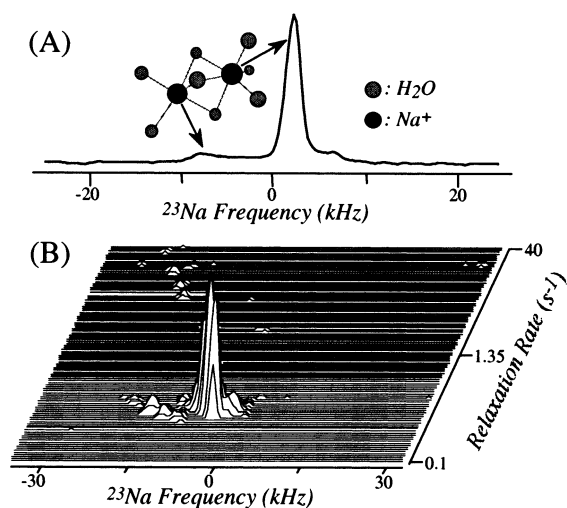 (A)
: H2O
: Na+
-20 0 20
23Na Frequency (kHz)
(B)
40
1.35
0.1
Relaxation Rate (s-1)
-30 0 30
23Na Frequency (kHz)